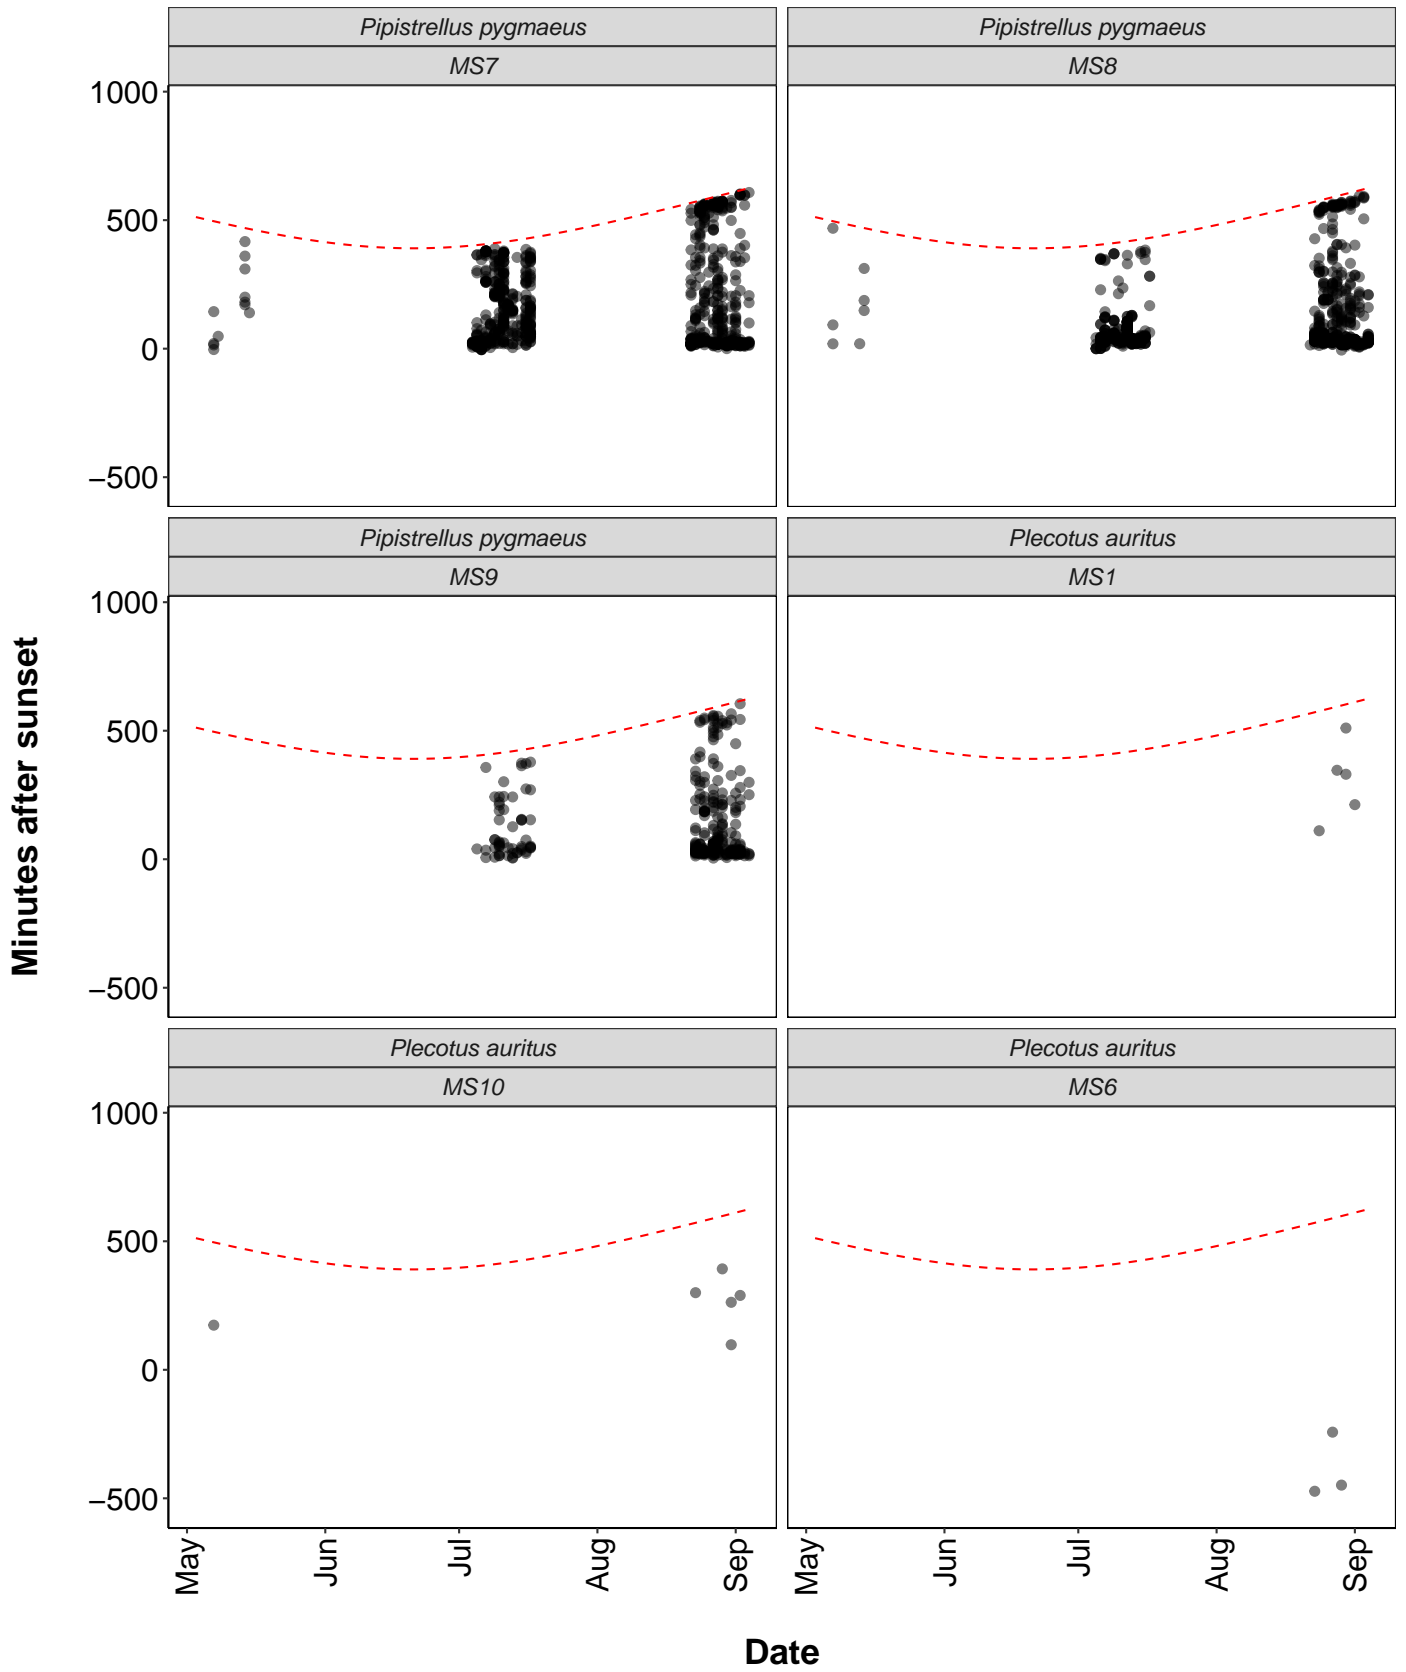 Pipistrellus pygmaeus
Pipistrellus pygmaeus
MS7
MS8
1000
500
0
−500
Pipistrellus pygmaeus
Plecotus auritus
MS9
MS1
1000
500
0
−500
Minutes after sunset
Plecotus auritus
Plecotus auritus
MS10
MS6
1000
500
0
−500
May
Jun
Jul
Aug
Sep
May
Jun
Jul
Aug
Sep
Date